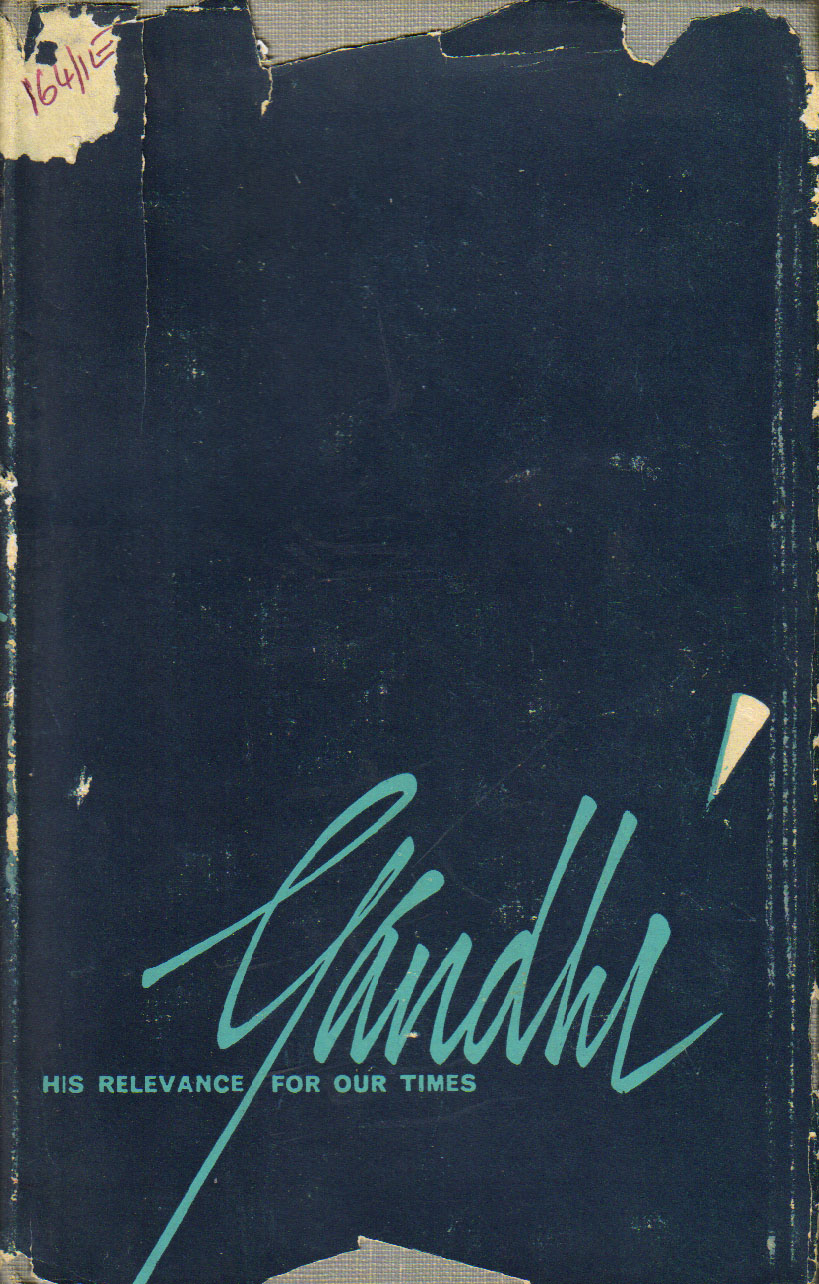 164/1E
Gandhi
HIS RELEVANCE FOR OUR TIMES